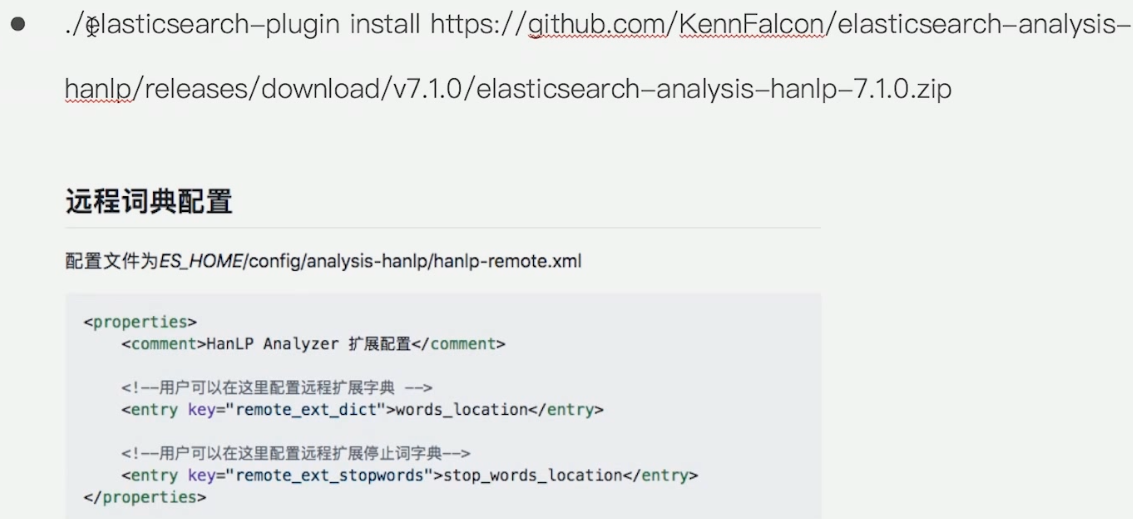 ./elasticsearch-plugin install https://github.com/KennFalcon/elasticsearch-analysis-
hanlp/releases/download/v7.1.0/elasticsearch-analysis-hanlp-7.1.0.zip
远程词典配置
配置文件为ES_HOME/config/analysis-hanlp/hanlp-remote.xml
<properties>
<comment>HanLP Analyzer 扩展配置</comment>
<!--用户可以在这里配置远程扩展字典 -->
<entry key="remote_ext_dict">words_location</entry>
<!--用户可以在这里配置远程扩展停止词字典-->
<entry key="remote_ext_stopwords">stop_words_location</entry>
</properties>